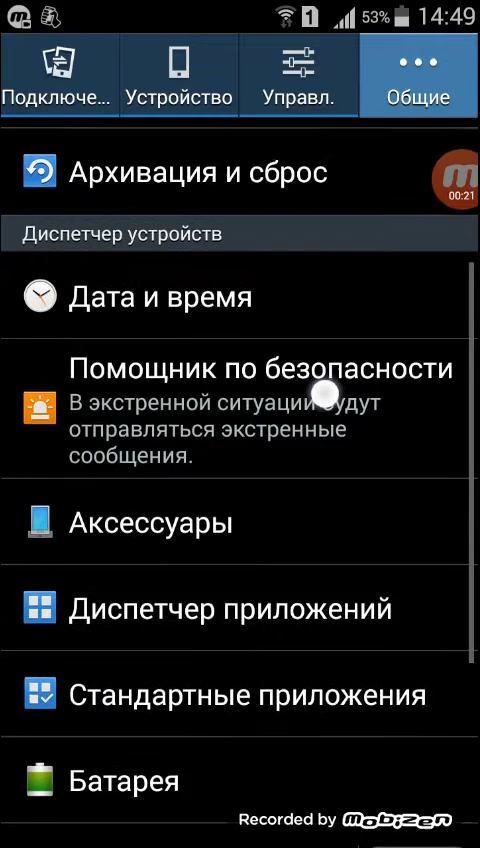 1 53% 14:49
Подключе... Устройство Управл. Общие
Архивация и сброс
00:21
Диспетчер устройств
Дата и время
Помощник по безопасности
В экстренной ситуации будут
отправляться экстренные
сообщения.
Аксессуары
Диспетчер приложений
Стандартные приложения
Батарея
Recorded by Mobizen